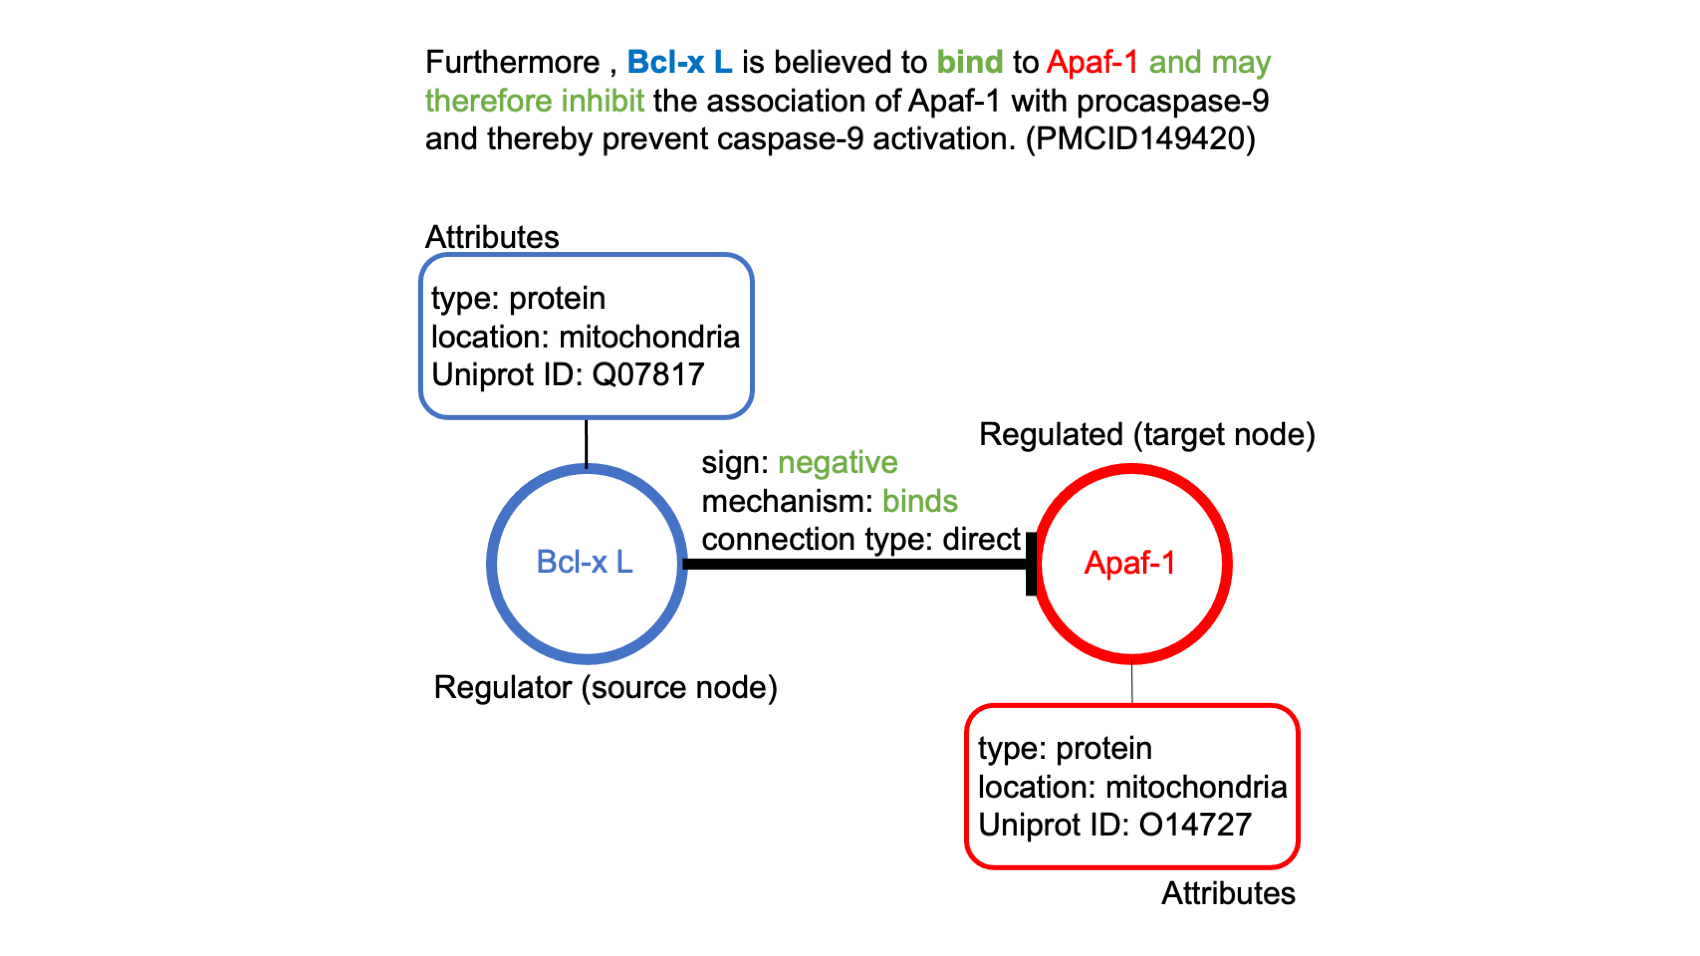 Furthermore , Bcl-x L is believed to bind to Apaf-1 and may
therefore inhibit the association of Apaf-1 with procaspase-9
and thereby prevent caspase-9 activation. (PMCID149420)
Attributes
type: protein
location: mitochondria
Uniprot ID: Q07817
Regulated (target node)
sign: negative
mechanism: binds
connection type: direct
Bcl-x L
Apaf-1
Regulator (source node)
type: protein
location: mitochondria
Uniprot ID: O14727
Attributes